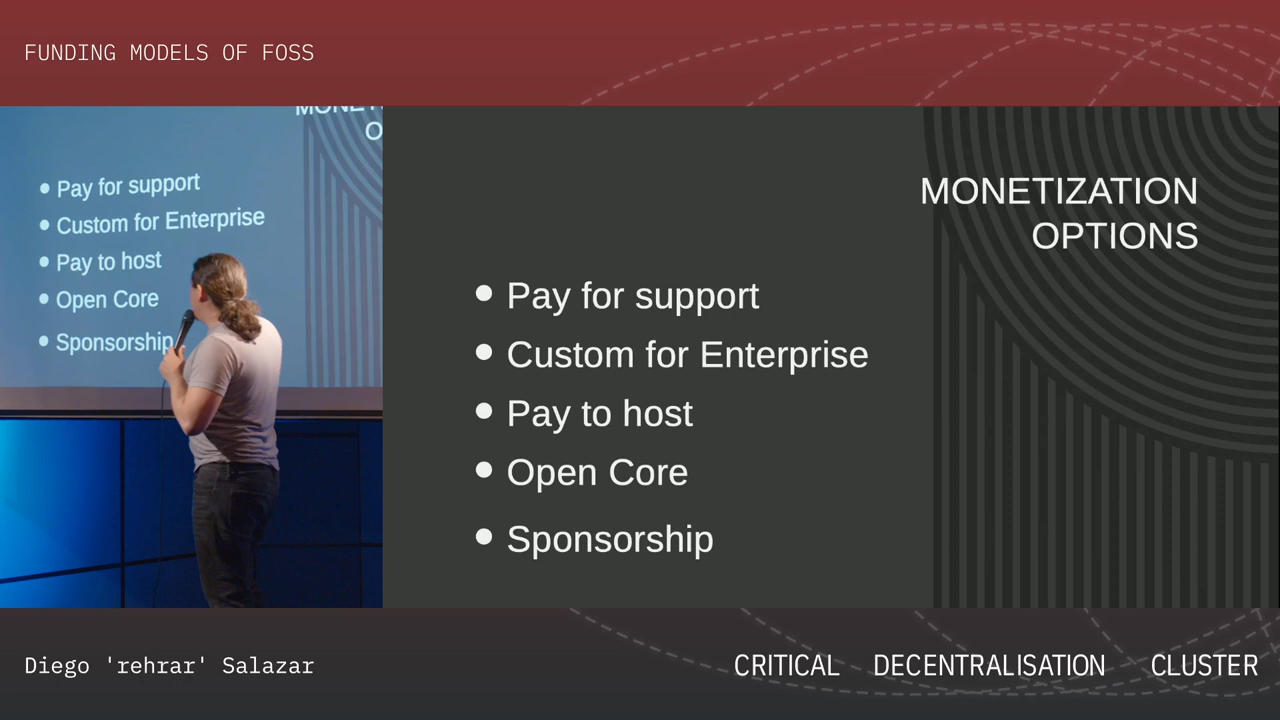 FUNDING MODELS OF FOSS
MONETI
O
Pay for support
Custom for Enterprise
Pay to host
Open Core
Sponsorship
MONETIZATION
OPTIONS
Pay for support
Custom for Enterprise
Pay to host
Open Core
Sponsorship
Diego 'rehrar' Salazar
CRITICAL DECENTRALISATION CLUSTER